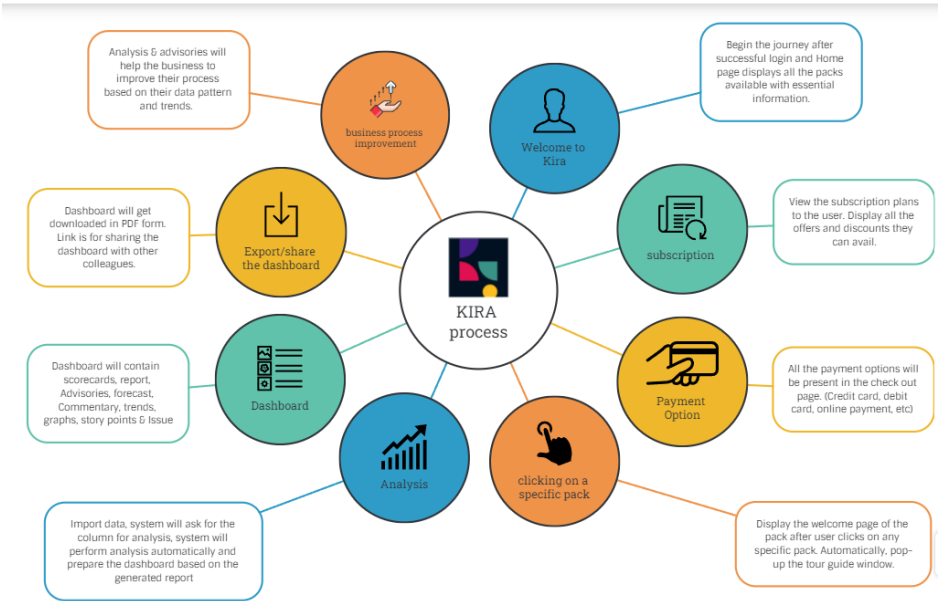 Analysis & advisories will
help the business to
improve their process
based on their data pattern
and trends.
business process
improvement
Welcome to
Kira
Begin the journey after
successful login and Home
page displays all the packs
available with essential
information.
Dashboard will get
downloaded in PDF form.
Link is for sharing the
dashboard with other
colleagues.
Export/share
the dashboard
subscription
View the subscription plans
to the user. Display all the
offers and discounts they
can avail.
KIRA
process
Dashboard will contain
scorecards, report,
Advisories, forecast,
Commentary, trends,
graphs, story points & Issue
Dashboard
Payment
Option
All the payment options will
be present in the check out
page. (Credit card, debit
card, online payment, etc)
Analysis
clicking on a
specific pack
Import data, system will ask for the
column for analysis, system will
perform analysis automatically and
prepare the dashboard based on the
generated report
Display the welcome page of the
pack after user clicks on any
specific pack. Automatically, pop-
up the tour guide window.